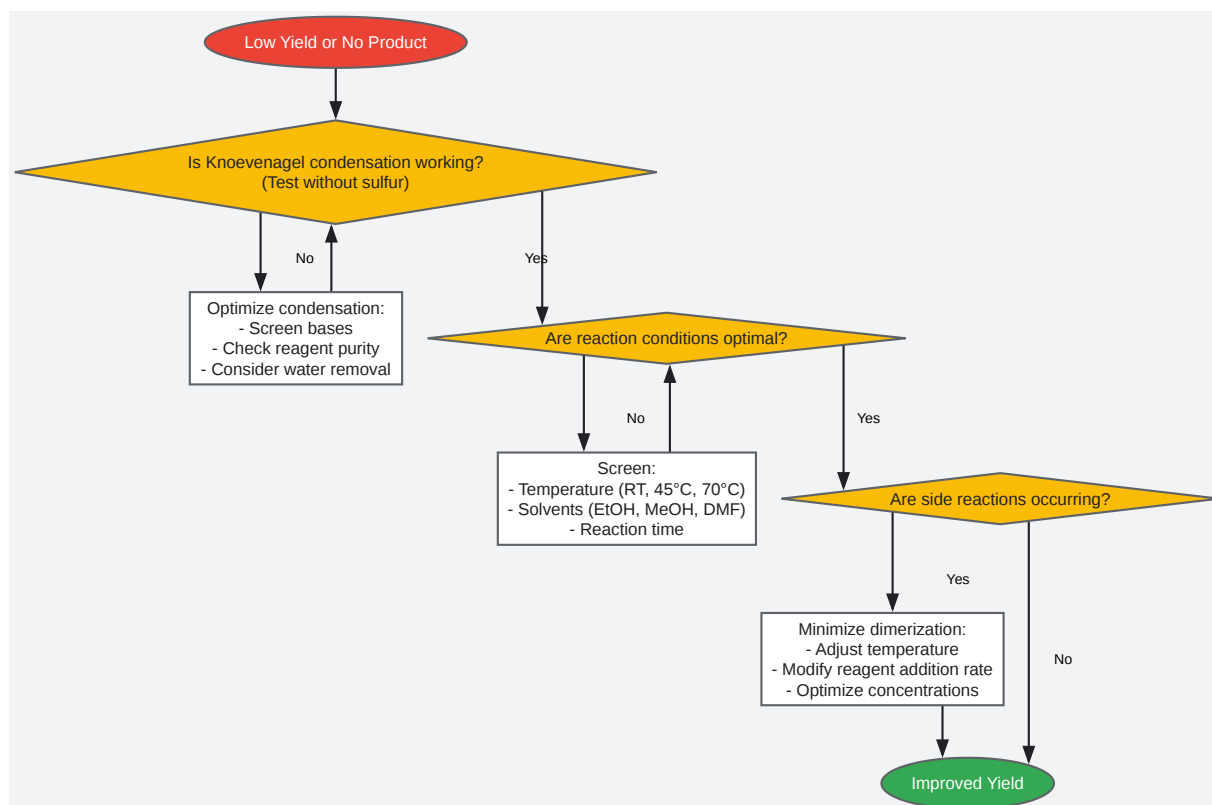 Low Yield or No Product
Is Knoevenagel condensation working?
(Test without sulfur)
No
Yes
Optimize condensation:
- Screen bases
- Check reagent purity
- Consider water removal
Are reaction conditions optimal?
No
Yes
Screen:
- Temperature (RT, 45°C, 70°C)
- Solvents (EtOH, MeOH, DMF)
- Reaction time
Are side reactions occurring?
Yes
No
Minimize dimerization:
- Adjust temperature
- Modify reagent addition rate
- Optimize concentrations
Improved Yield